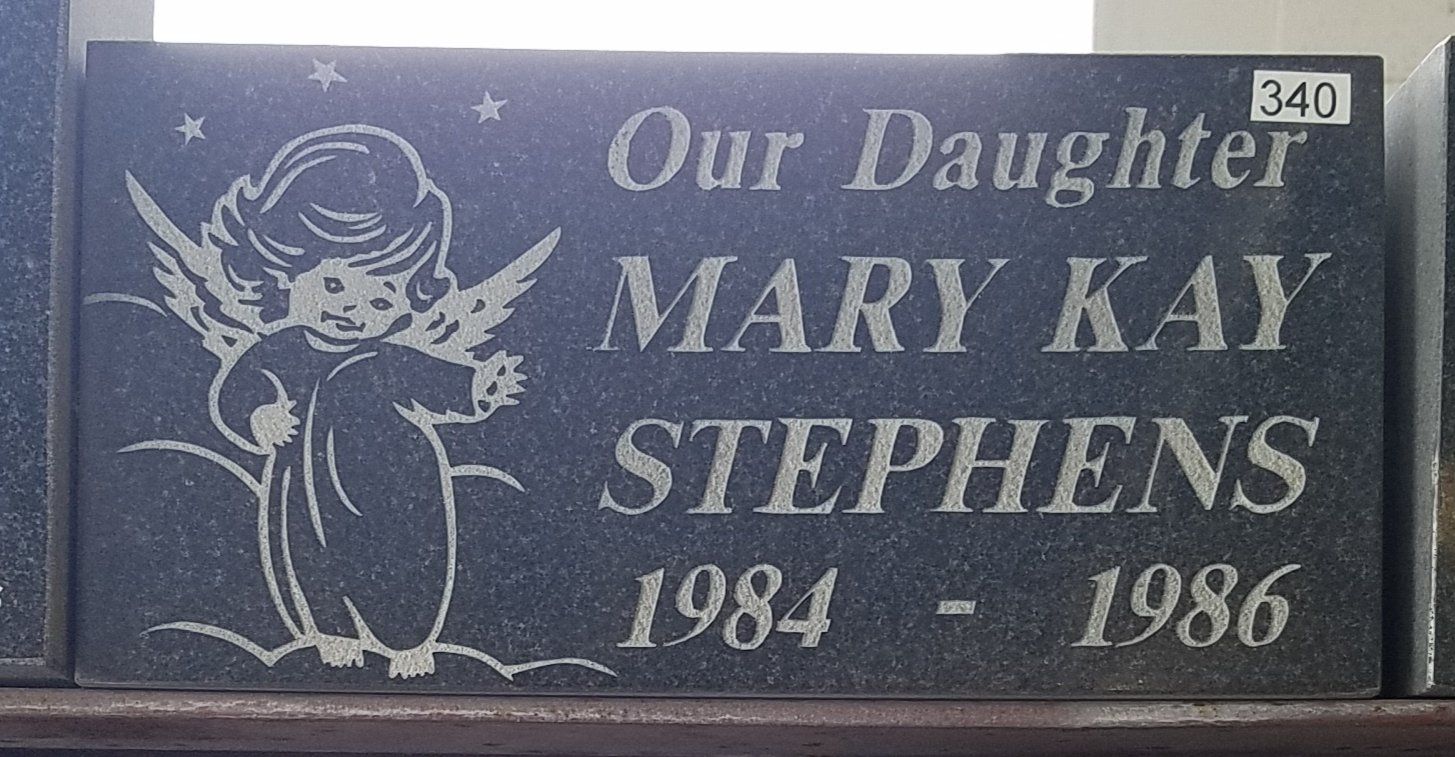 340
Our Daughter
MARY KAY
STEPHENS
1984 - 1986